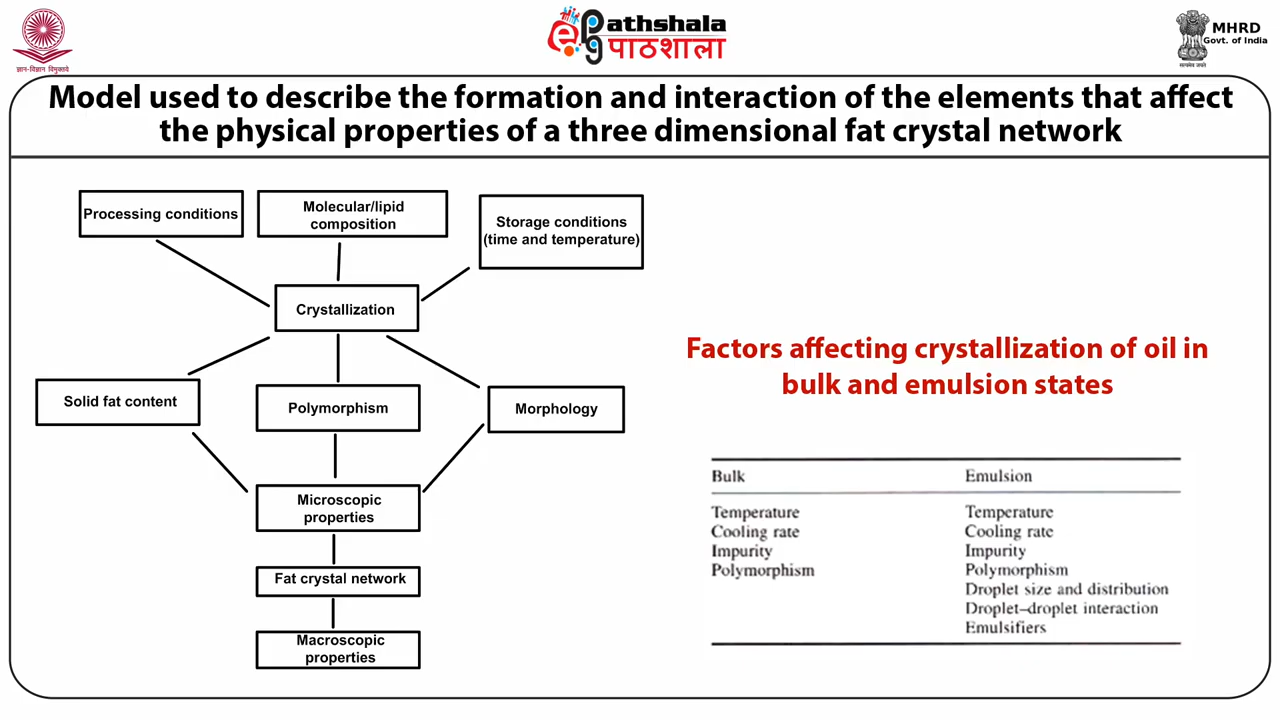 ज्ञान-विज्ञान विमुक्तये
ePathshala
पाठशाला
MHRD
Govt. of India
सत्यमेव जयते
Model used to describe the formation and interaction of the elements that affect
the physical properties of a three dimensional fat crystal network
Processing conditions
Molecular/lipid
composition
Storage conditions
(time and temperature)
Crystallization
Solid fat content
Polymorphism
Morphology
Microscopic
properties
Fat crystal network
Macroscopic
properties
Factors affecting crystallization of oil in
bulk and emulsion states
Bulk Emulsion
Temperature Temperature
Cooling rate Cooling rate
Impurity Impurity
Polymorphism Polymorphism
Droplet size and distribution
Droplet–droplet interaction
Emulsifiers